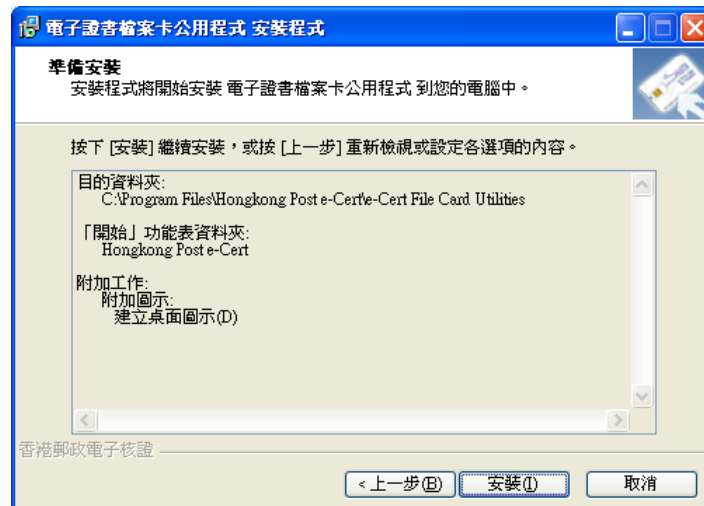 電子證書檔案卡公用程式 安裝程式
準備安裝
安裝程式將開始安裝 電子證書檔案卡公用程式 到您的電腦中。
按下 [安裝] 繼續安裝，或按 [上一步] 重新檢視或設定各選項的內容。
目的資料夾:
C:\Program Files\Hongkong Post e-Cert\e-Cert File Card Utilities
「開始」功能表資料夾:
Hongkong Post e-Cert
附加工作:
附加圖示:
建立桌面圖示(D)
香港郵政電子核證
<上一步(B)
安裝(I)
取消